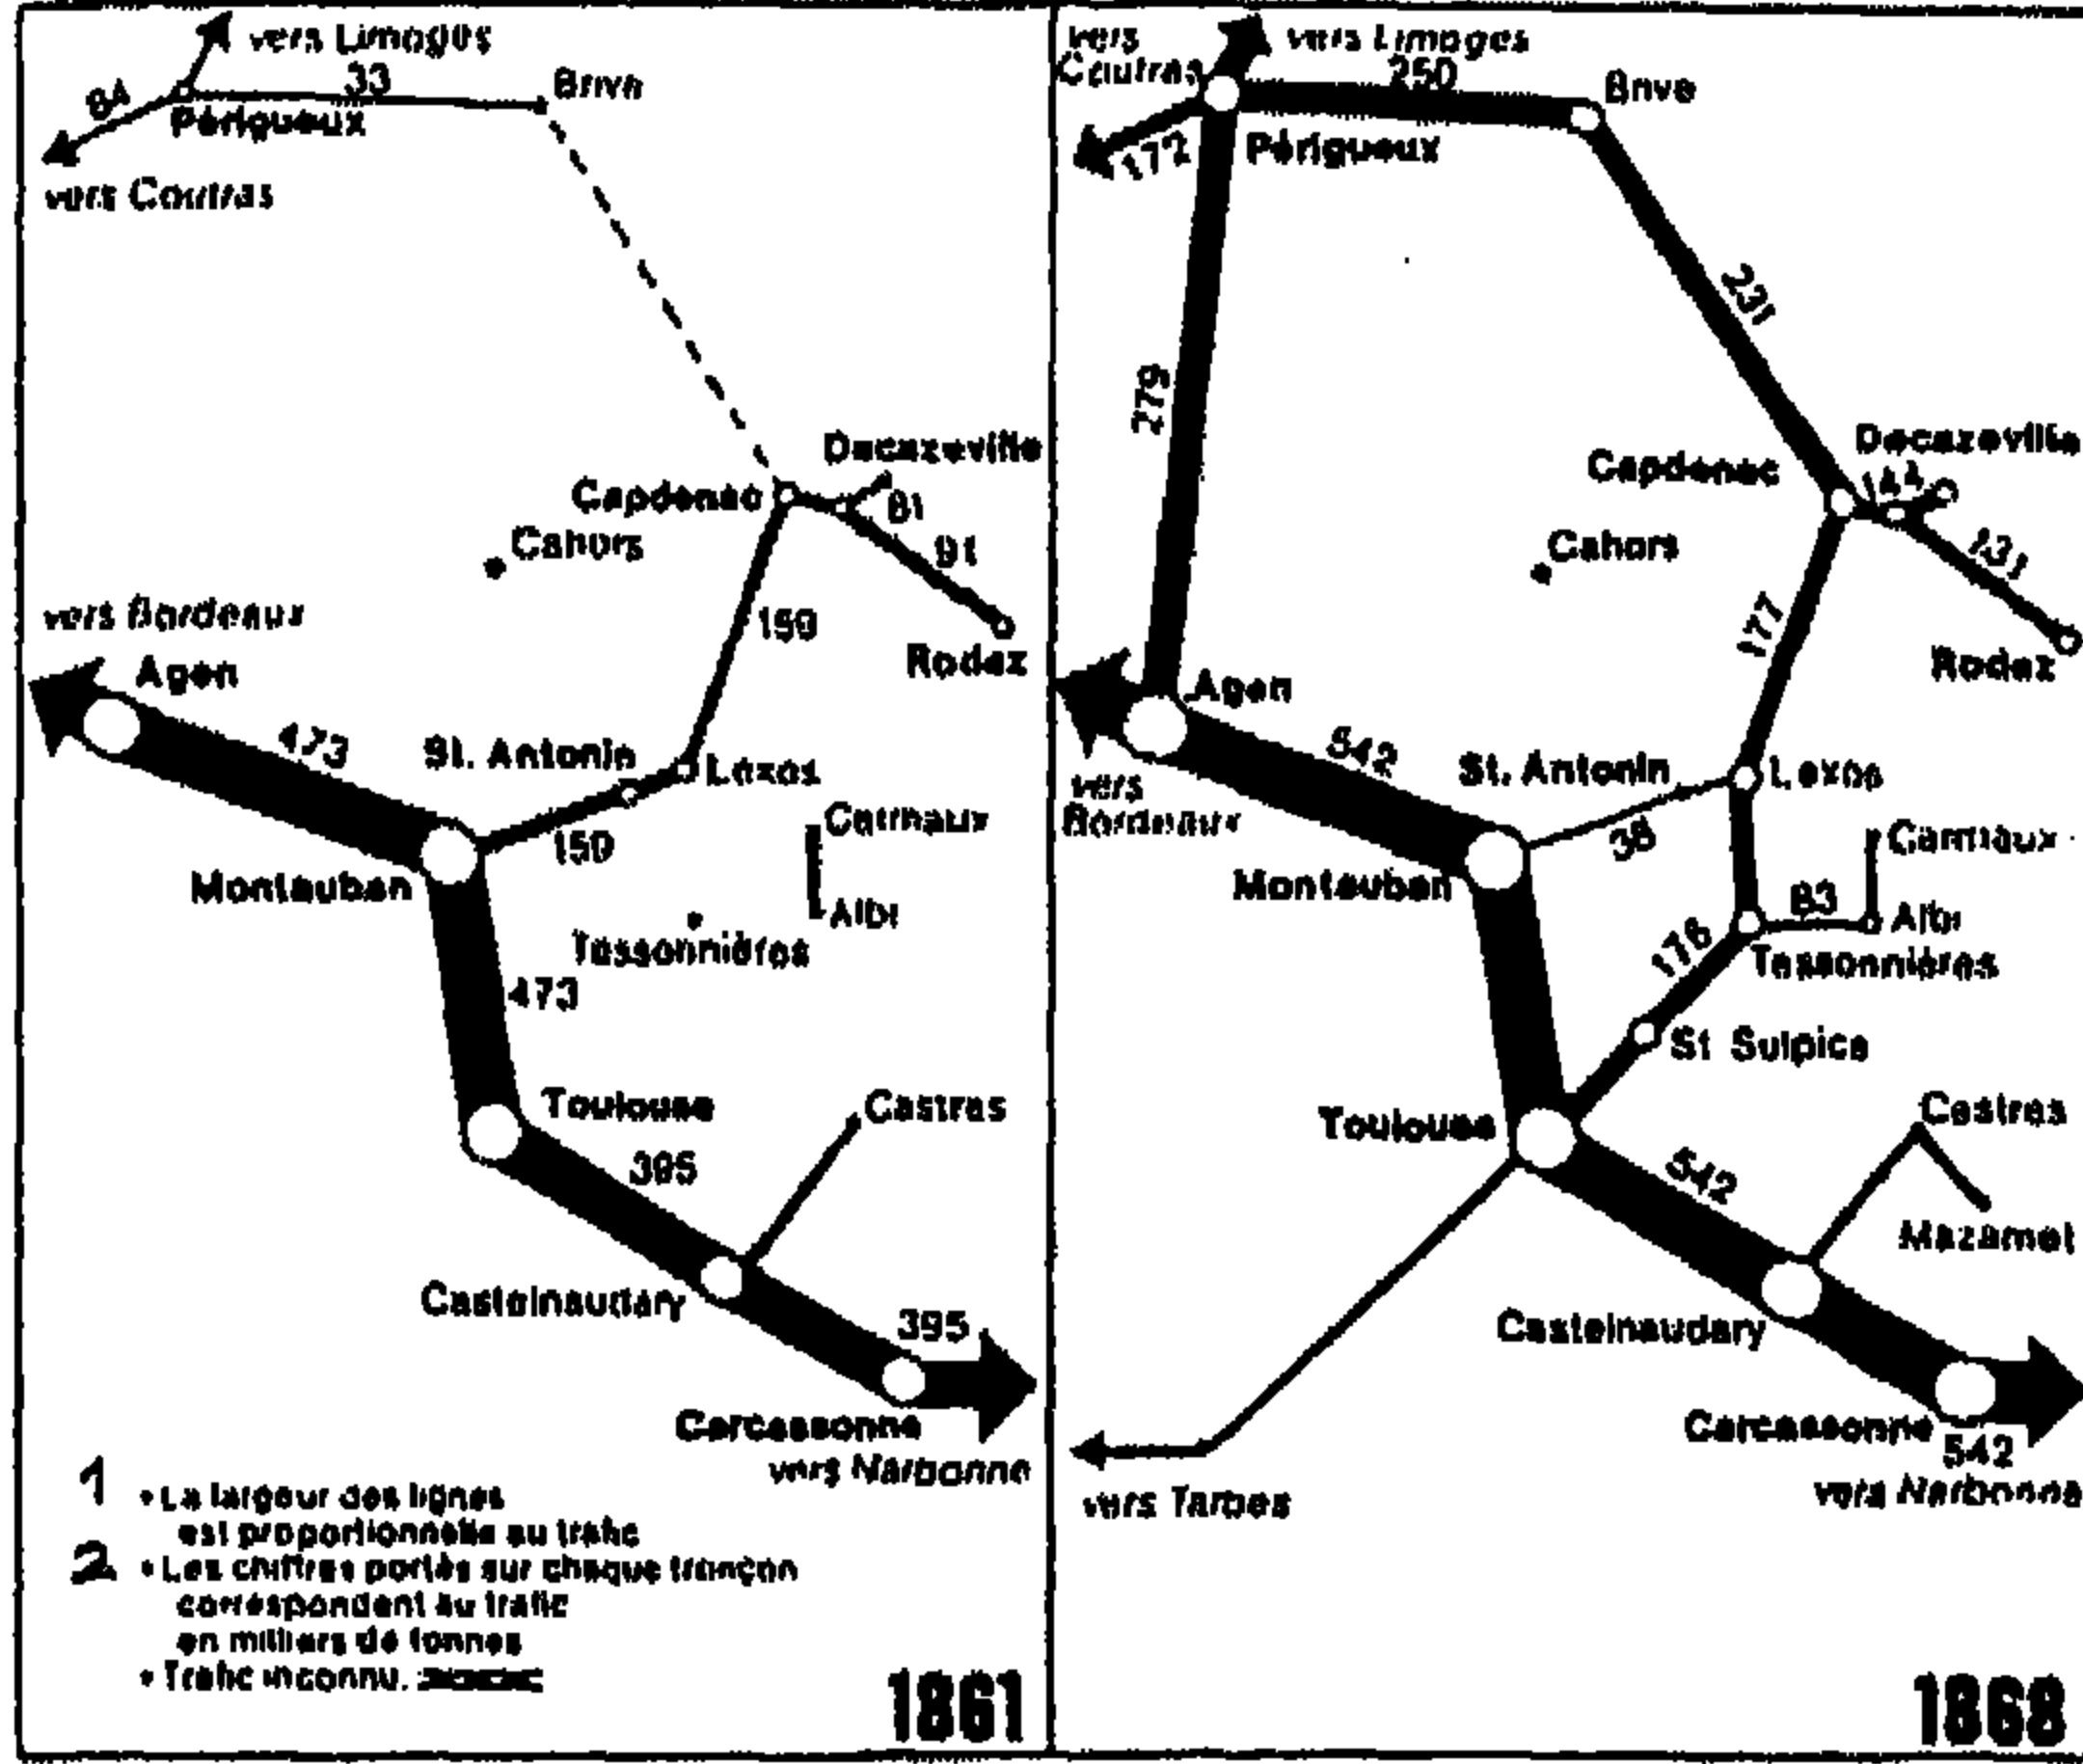 vers Limoges
33
Brive
84
Périgueux
vers Coutras
Decazeville
Capdenac
81
Cahors
91
150
vers Bordeaux
Rodez
Agen
473
St. Antonin
Lexos
Carmaux
150
Montauban
Albi
Tessonnières
473
Toulouse
Castres
395
Castelnaudary
395
Carcassonne
vers Narbonne
1
• La largeur des lignes
est proportionnelle au trafic
2
• Les chiffres portés sur chaque tronçon
correspondent au trafic
en milliers de tonnes
• Trafic inconnu.
1861
vers
Coutras
vers Limoges
250
Brive
172
Périgueux
231
279
Decazeville
Capdenac
144
Cahors
131
177
Rodez
Agen
542
St. Antonin
Lexos
vers
Bordeaux
38
Carmaux
Montauban
83
Albi
176
Tessonnières
St Sulpice
Toulouse
Castres
542
Mazamet
Castelnaudary
Carcassonne
542
vers Narbonne
vers Tarbes
1868